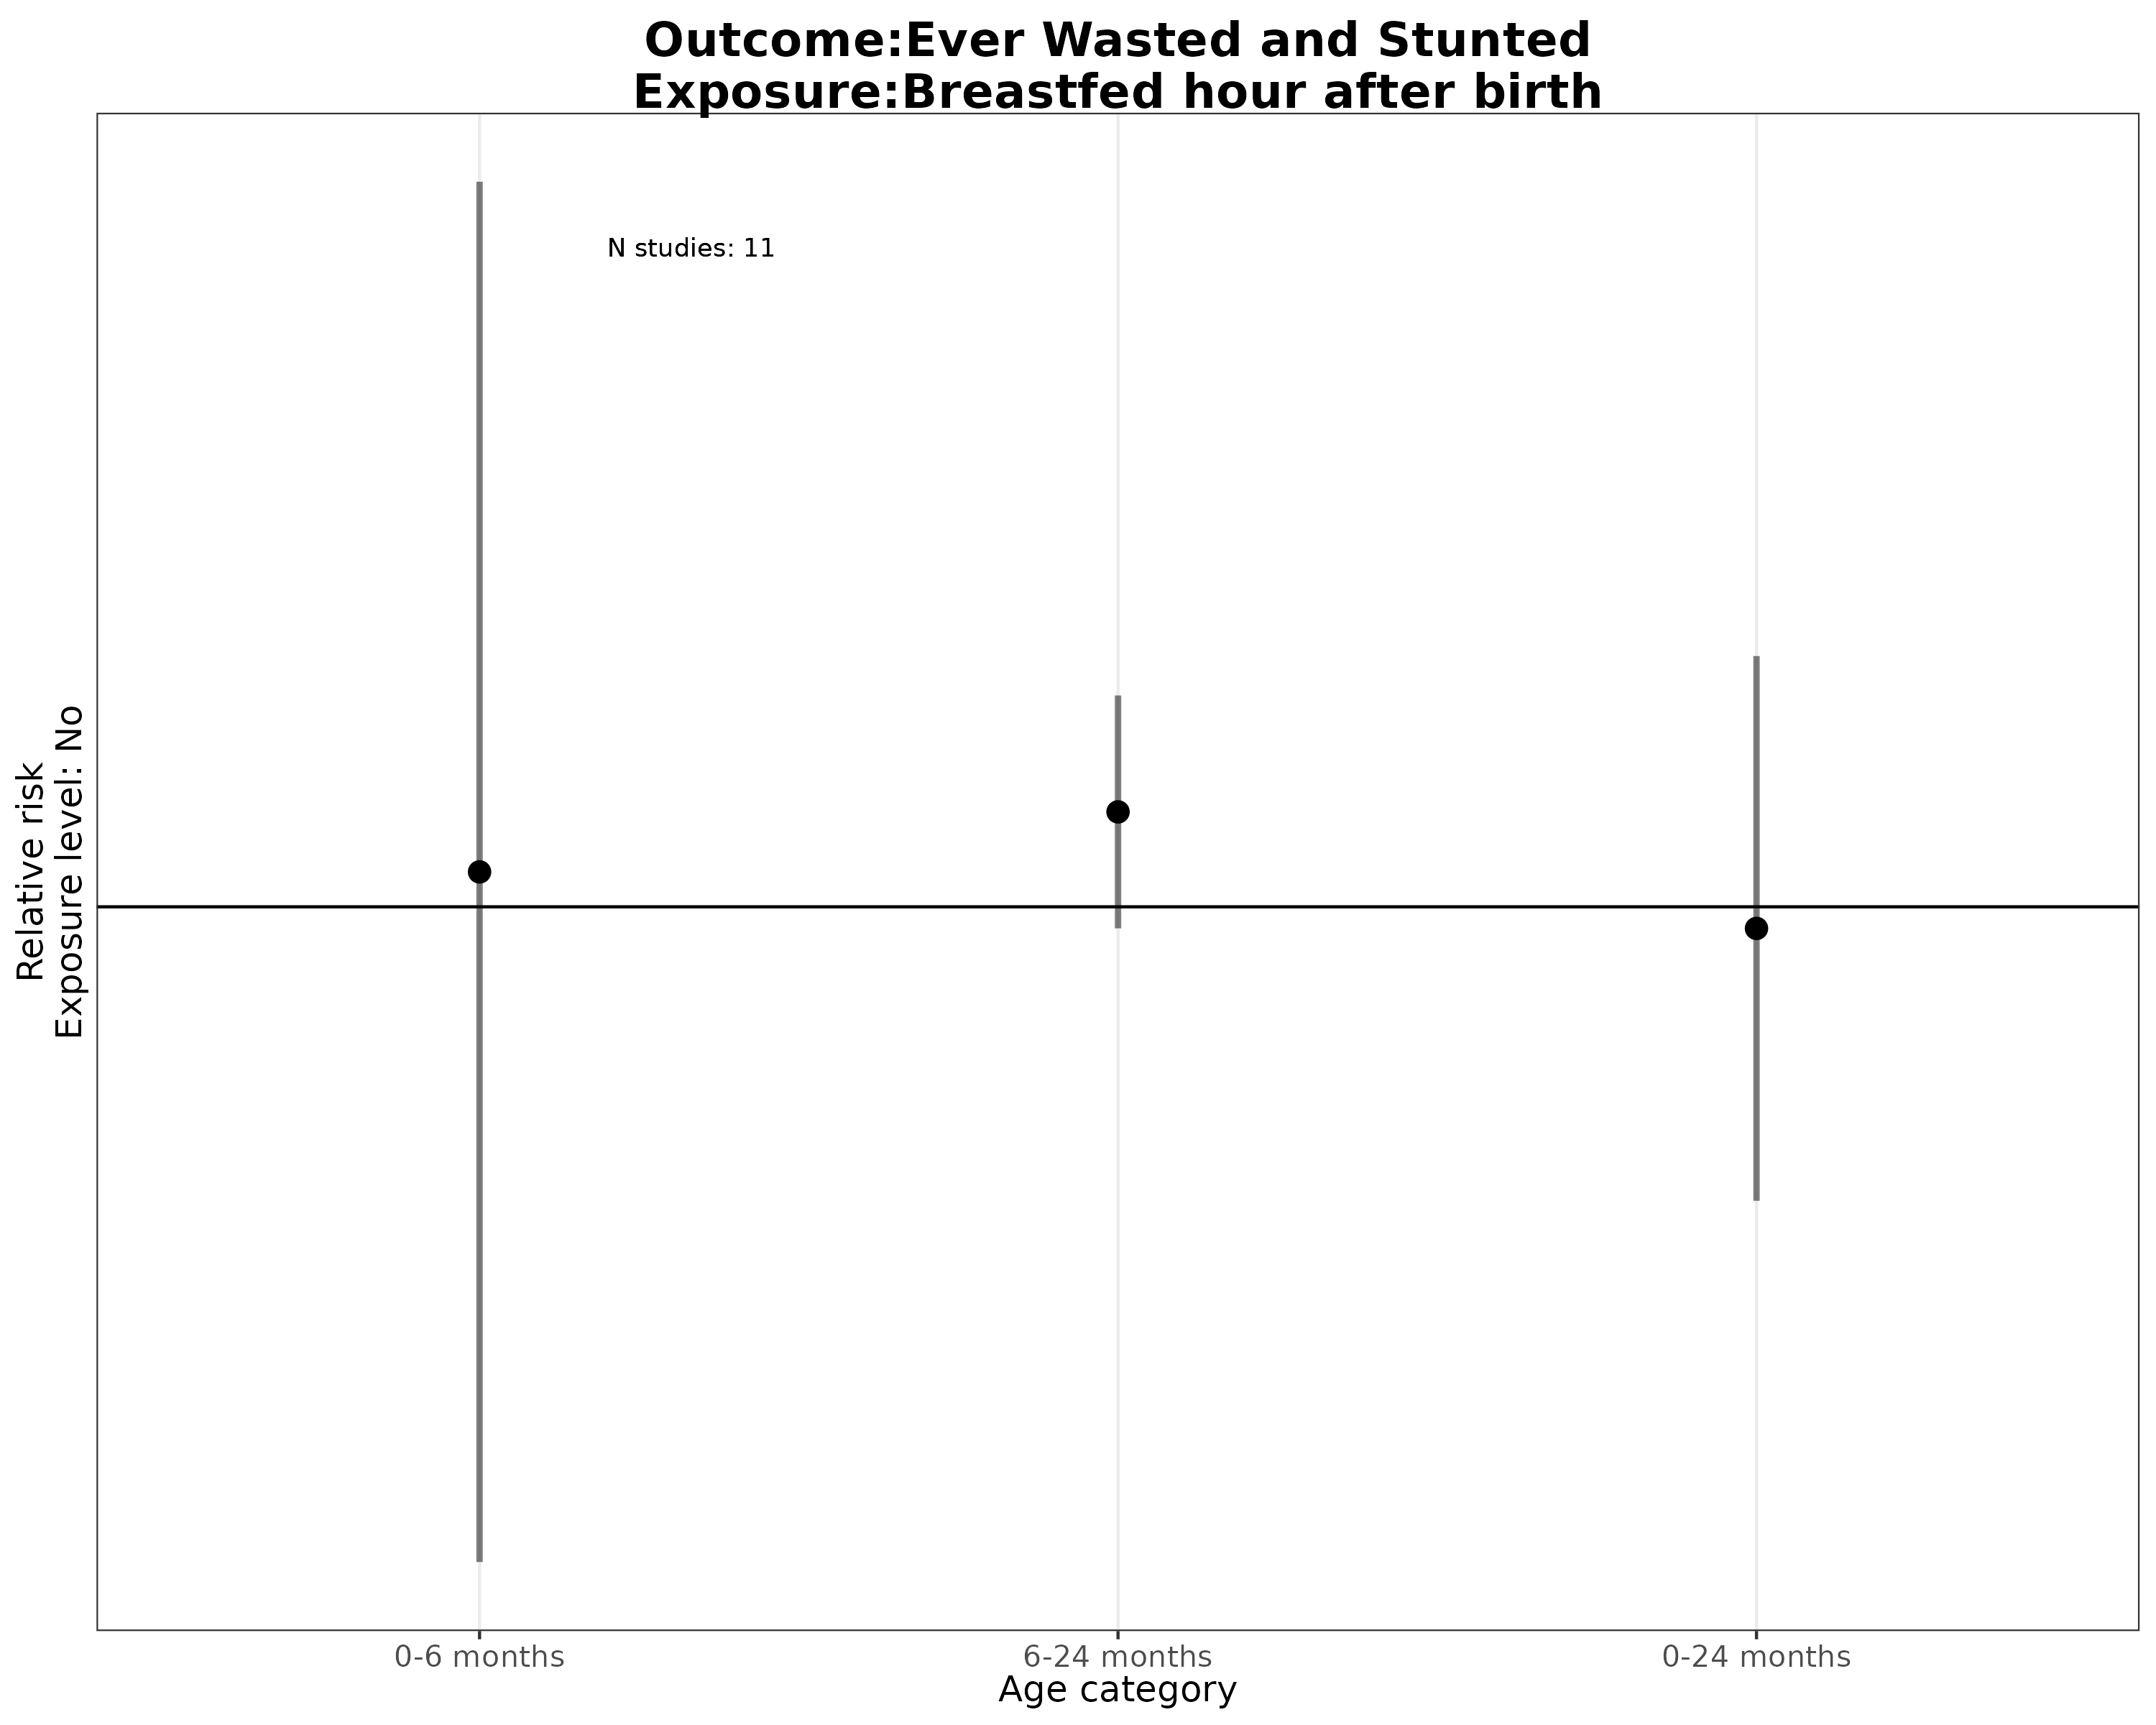 Outcome:Ever Wasted and Stunted
Exposure:Breastfed hour after birth
N studies: 11
Relative risk
Exposure level: No
0-6 months
6-24 months
0-24 months
Age category